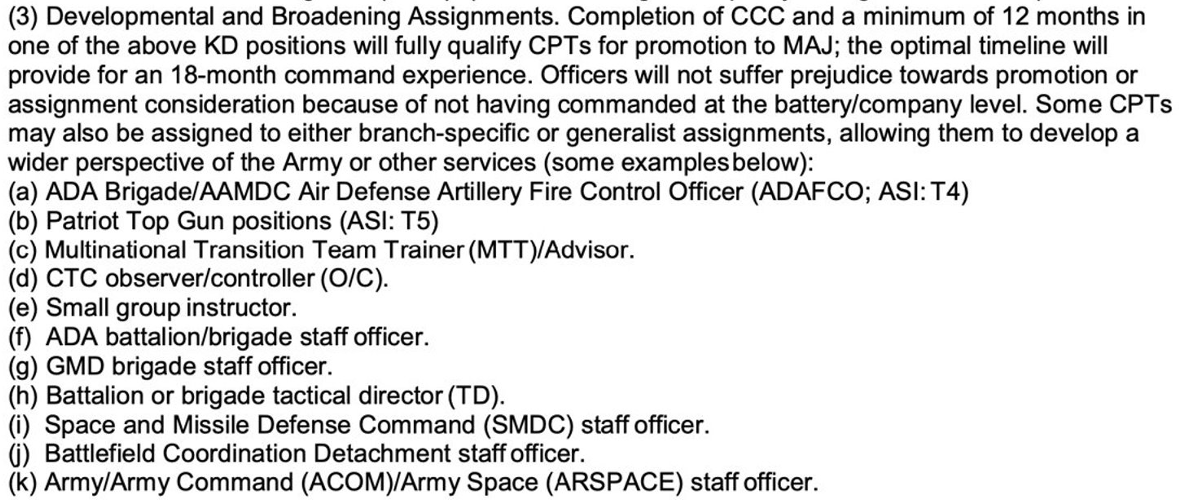 (3) Developmental and Broadening Assignments. Completion of CCC and a minimum of 12 months in
one of the above KD positions will fully qualify CPTs for promotion to MAJ; the optimal timeline will
provide for an 18-month command experience. Officers will not suffer prejudice towards promotion or
assignment consideration because of not having commanded at the battery/company level. Some CPTs
may also be assigned to either branch-specific or generalist assignments, allowing them to develop a
wider perspective of the Army or other services (some examples below):
(a) ADA Brigade/AAMDC Air Defense Artillery Fire Control Officer (ADAFCO; ASI: T4)
(b) Patriot Top Gun positions (ASI: T5)
(c) Multinational Transition Team Trainer (MTT)/Advisor.
(d) CTC observer/controller (O/C).
(e) Small group instructor.
(f) ADA battalion/brigade staff officer.
(g) GMD brigade staff officer.
(h) Battalion or brigade tactical director (TD).
(i) Space and Missile Defense Command (SMDC) staff officer.
(j) Battlefield Coordination Detachment staff officer.
(k) Army/Army Command (ACOM)/Army Space (ARSPACE) staff officer.